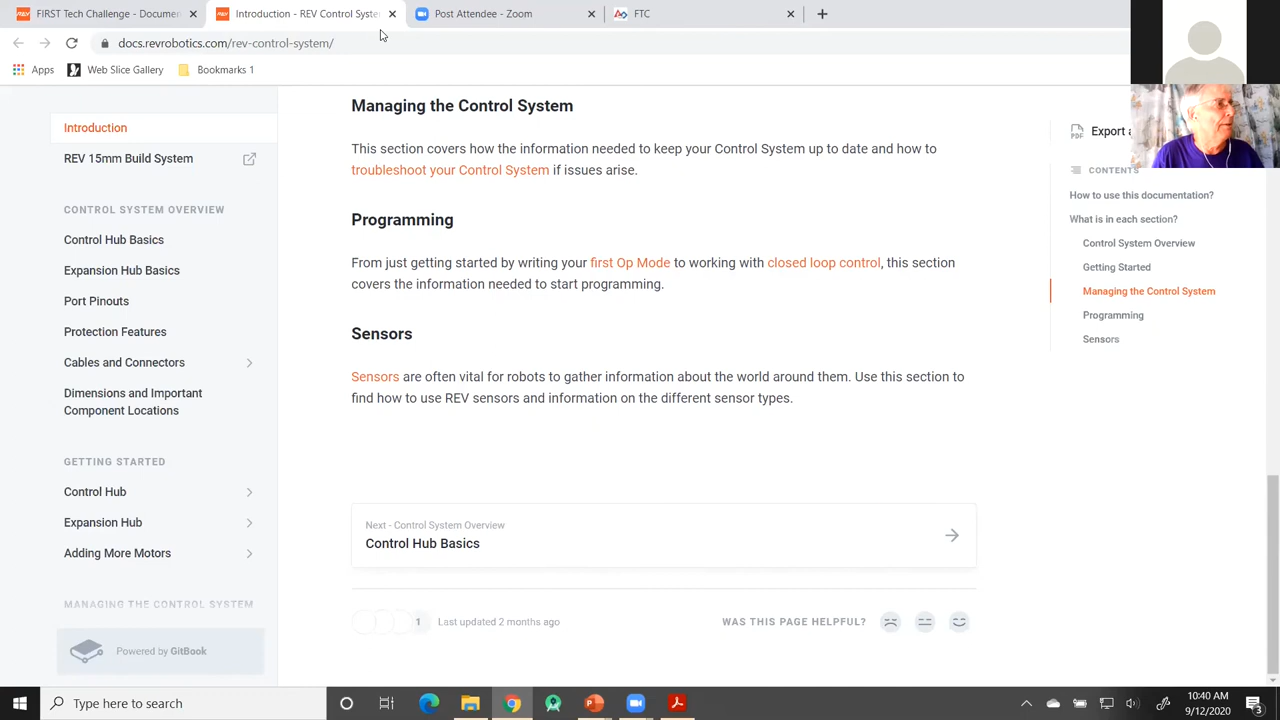 FIRST Tech Challenge - Documen
Introduction - REV Control Syste
Post Attendee - Zoom
FTC
docs.revrobotics.com/rev-control-system/
Apps
Web Slice Gallery
Bookmarks 1
Introduction
REV 15mm Build System
CONTROL SYSTEM OVERVIEW
Control Hub Basics
Expansion Hub Basics
Port Pinouts
Protection Features
Cables and Connectors
Dimensions and Important
Component Locations
GETTING STARTED
Control Hub
Expansion Hub
Adding More Motors
MANAGING THE CONTROL SYSTEM
Powered by GitBook
Managing the Control System
This section covers how the information needed to keep your Control System up to date and how to
troubleshoot your Control System if issues arise.
Programming
From just getting started by writing your first Op Mode to working with closed loop control, this section
covers the information needed to start programming.
Sensors
Sensors are often vital for robots to gather information about the world around them. Use this section to
find how to use REV sensors and information on the different sensor types.
Next - Control System Overview
Control Hub Basics
1
Last updated 2 months ago
WAS THIS PAGE HELPFUL?
PDF
Export a
CONTENTS
How to use this documentation?
What is in each section?
Control System Overview
Getting Started
Managing the Control System
Programming
Sensors
Type here to search
10:40 AM
9/12/2020
3